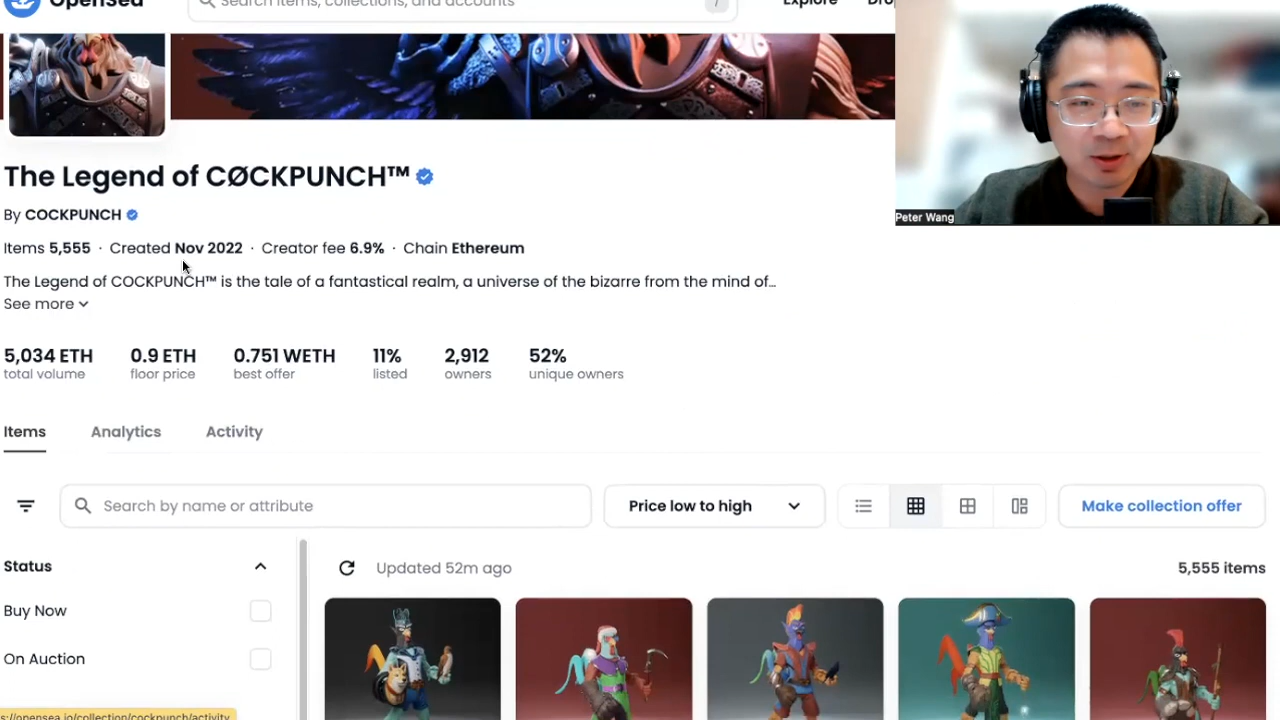 OpenSea
Search items, collections, and accounts
/
Explore
Peter Wang
The Legend of CØCKPUNCH™
By COCKPUNCH
Items 5,555 · Created Nov 2022 · Creator fee 6.9% · Chain Ethereum
The Legend of COCKPUNCH™ is the tale of a fantastical realm, a universe of the bizarre from the mind of…
See more
5,034 ETH 0.9 ETH 0.751 WETH 11% 2,912 52%
total volume floor price best offer listed owners unique owners
Items Analytics Activity
Search by name or attribute
Price low to high
Make collection offer
Status
Updated 52m ago
5,555 items
Buy Now
On Auction
s://opensea.io/collection/cockpunch/activity